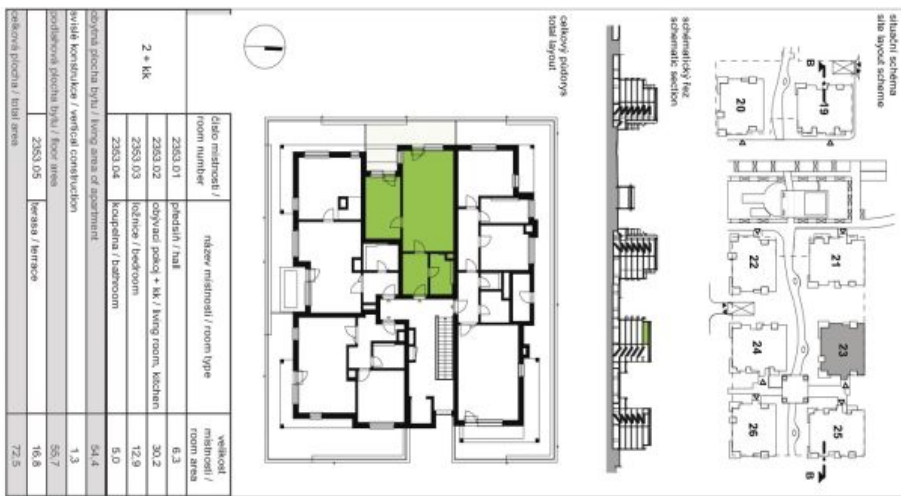 situační schéma
site layout scheme
B
19
20
21
22
23
24
25
26
B
schématický řez
schematic section
celkový půdorys
total layout
2 + kk
číslo místnosti /
room number
název místnosti / room type
velikost
místnosti /
room area
2353.01 předsíň / hall 6,3
2353.02 obývací pokoj + kk / living room, kitchen 30,2
2353.03 ložnice / bedroom 12,9
2353.04 koupelna / bathroom 5,0
obytná plocha bytu / living area of apartment 54,4
svislé konstrukce / vertical construction 1,3
podlahová plocha bytu / floor area 55,7
2353.05 terasa / terrace 16,8
celková plocha / total area 72,5